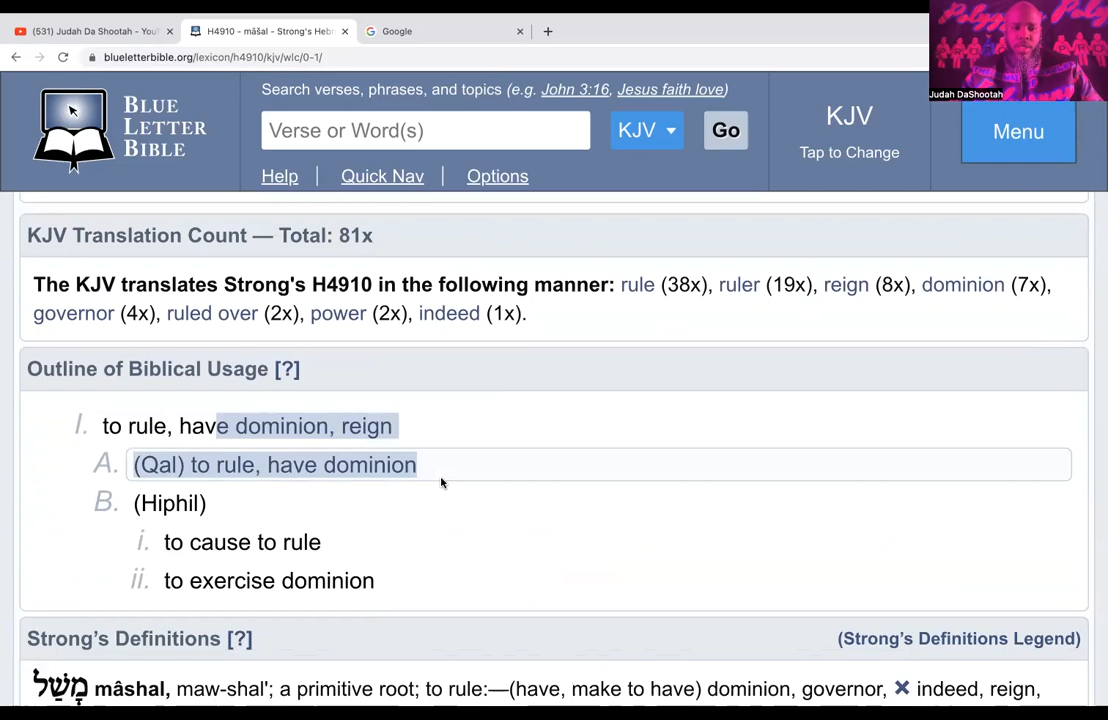 (531) Judah Da Shootah - You
H4910 - māšal - Strong's Heb
Google
blueletterbible.org/lexicon/h4910/kjv/wlc/0-1/
Judah DaShootah
BLUE
LETTER
BIBLE
Search verses, phrases, and topics (e.g. John 3:16, Jesus faith love)
Verse or Word(s)
KJV
Go
KJV
Tap to Change
Menu
Help
Quick Nav
Options
KJV Translation Count — Total: 81x
The KJV translates Strong's H4910 in the following manner: rule (38x), ruler (19x), reign (8x), dominion (7x),
governor (4x), ruled over (2x), power (2x), indeed (1x).
Outline of Biblical Usage [?]
I. to rule, have dominion, reign
A. (Qal) to rule, have dominion
B. (Hiphil)
i. to cause to rule
ii. to exercise dominion
Strong's Definitions [?]
(Strong's Definitions Legend)
מָשַׁל mâshal, maw-shal'; a primitive root; to rule:—(have, make to have) dominion, governor, × indeed, reign,